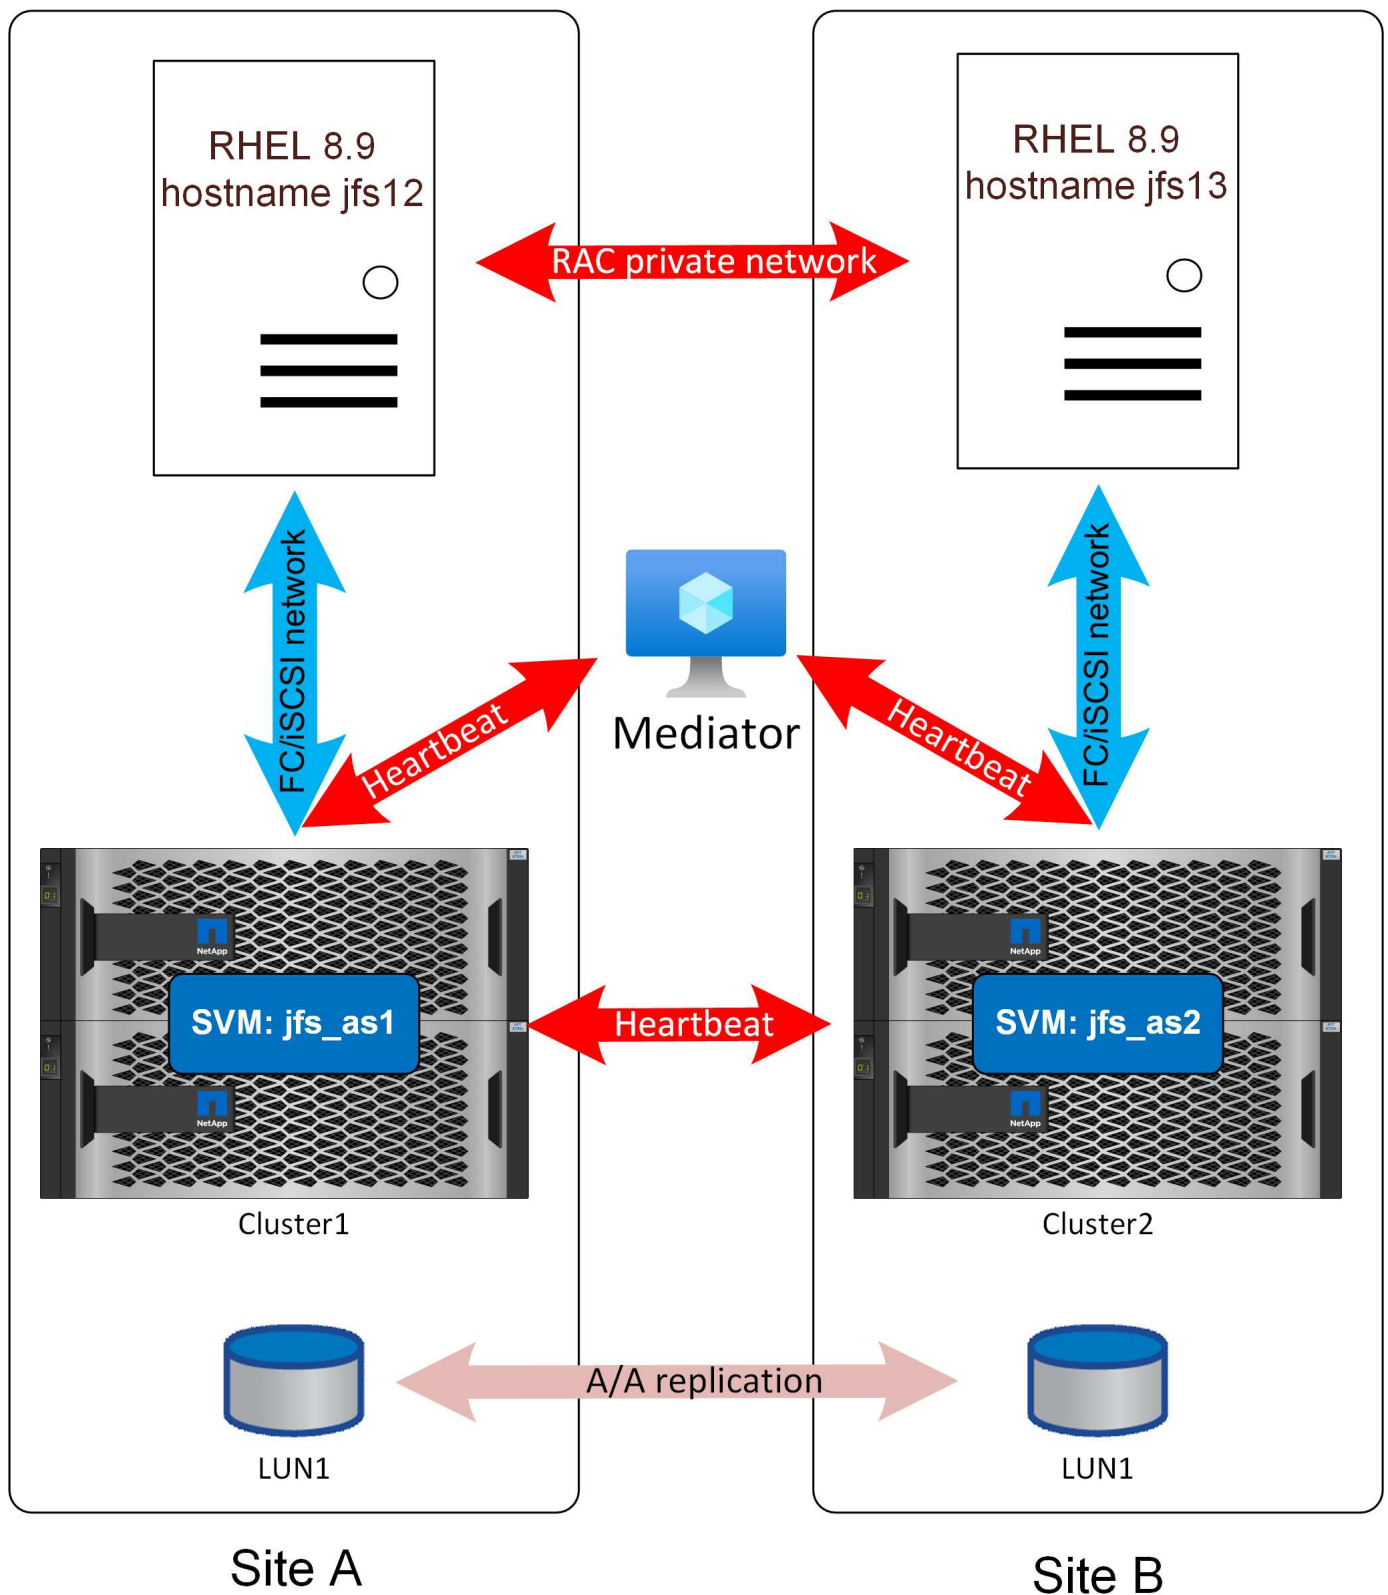 RHEL 8.9
hostname jfs12
RHEL 8.9
hostname jfs13
RAC private network
FC/iSCSI network
FC/iSCSI network
Mediator
Heartbeat
Heartbeat
NetApp
SVM: jfs_as1
NetApp
Heartbeat
NetApp
SVM: jfs_as2
NetApp
Cluster1
Cluster2
A/A replication
LUN1
LUN1
Site A
Site B